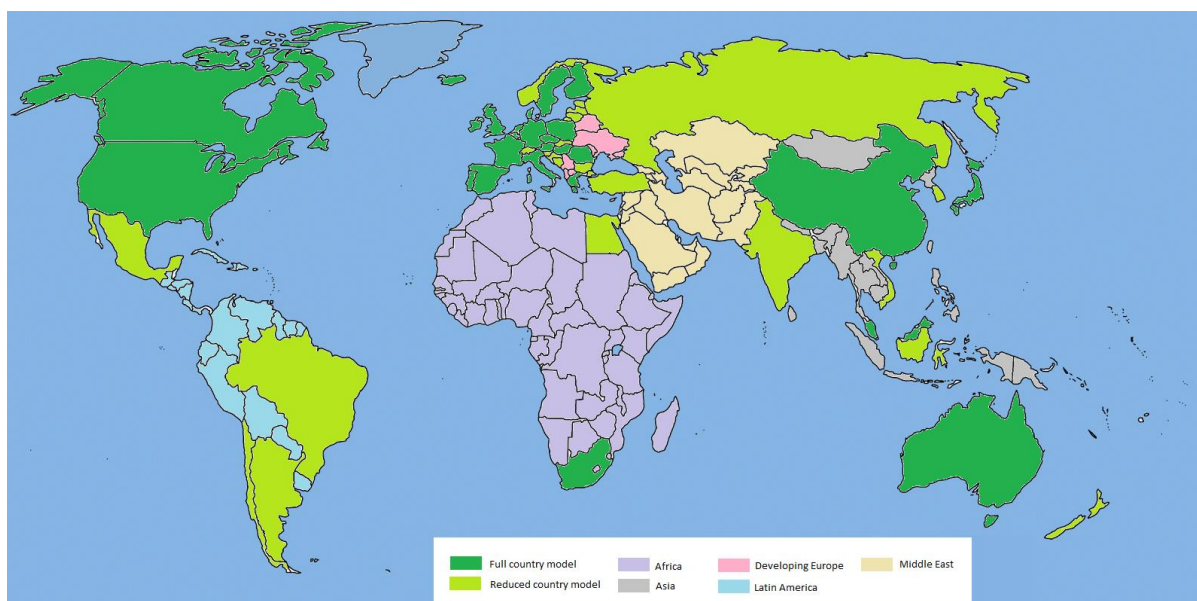 Full country model
Africa
Developing Europe
Middle East
Reduced country model
Asia
Latin America